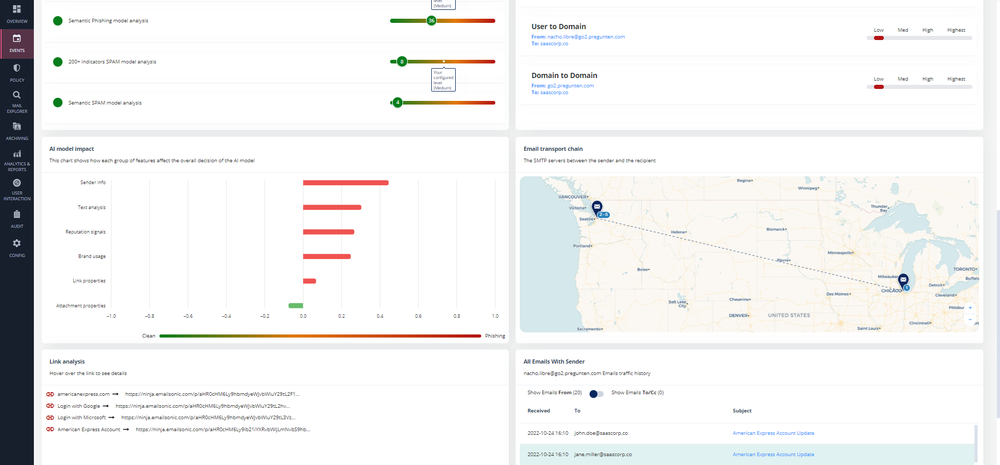 OVERVIEW
EVENTS
POLICY
MAIL
EXPLORER
ARCHIVING
ANALYTICS &
REPORTS
USER
INTERACTION
AUDIT
CONFIG
level
(Medium)
Semantic Phishing model analysis
36
200+ indicators SPAM model analysis
8
Your
configured
level
(Medium)
Semantic SPAM model analysis
4
User to Domain
From: nacho.libre@go2.pregunten.com
To: saascorp.co
Low Med High Highest
Domain to Domain
From: go2.pregunten.com
To: saascorp.co
Low Med High Highest
AI model impact
This chart shows how each group of features affect the overall decision of the AI model
Sender info
Text analysis
Reputation signals
Brand usage
Link properties
Attachment properties
−1.0 −0.8 −0.6 −0.4 −0.2 0.0 0.2 0.4 0.6 0.8 1.0
Clean Phishing
Email transport chain
The SMTP servers between the sender and the recipient
Regina
Winnipeg
VANCOUVER
Victoria
2-5
Thunder
Bay
Seattle
Helena
Bismarck
Portland
Minneapolis
Pierre
Boise
TORONTO
Milwaukee
Buffalo
Detroit
CHICAGO
1
Des Moines
Cleveland
Salt Lake
City
Cheyenne
Pittsbur
+
DENVER
UNITED STATES
−
Cincinnati
Sacramento
Saint Louis
Link analysis
Hover over the link to see details
americanexpress.com → https://ninja.emailsonic.com/p/aHR0cHM6Ly9hbmdyeWJvbWIuY29tL2F1...
Login with Google → https://ninja.emailsonic.com/p/aHR0cHM6Ly9hbmdyeWJvbWIuY29tL2hv...
Login with Microsoft → https://ninja.emailsonic.com/p/aHR0cHM6Ly9hbmdyeWJvbWIuY29tL3Vz...
American Express Account → https://ninja.emailsonic.com/p/aHR0cHM6Ly9ib21iYXRvbWljLmNvbS9hb...
All Emails With Sender
nacho.libre@go2.pregunten.com Emails traffic history
Show Emails From (20) Show Emails To/Cc (0)
Received To Subject
2022-10-24 16:10 john.doe@saascorp.co American Express Account Update
2022-10-24 16:10 jane.miller@saascorp.co American Express Account Update